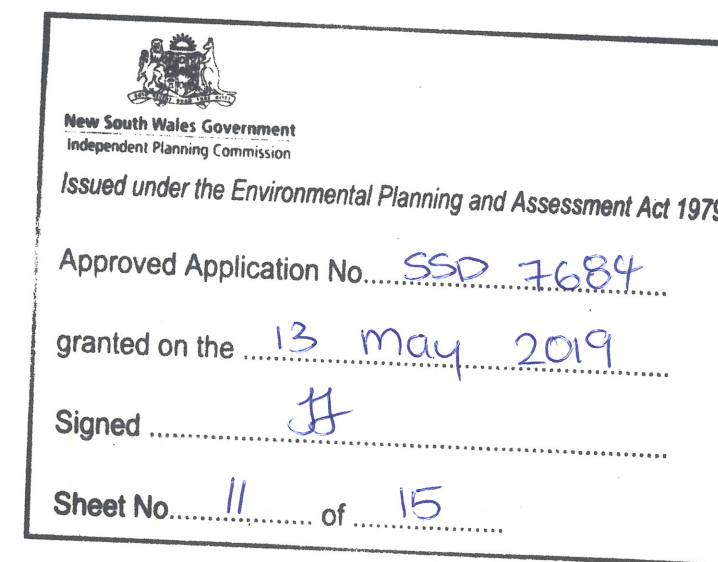 New South Wales Government
Independent Planning Commission
Issued under the Environmental Planning and Assessment Act 1979
Approved Application No. SSD 7684
granted on the 13 May 2019
Signed JJ
Sheet No. 11 of 15